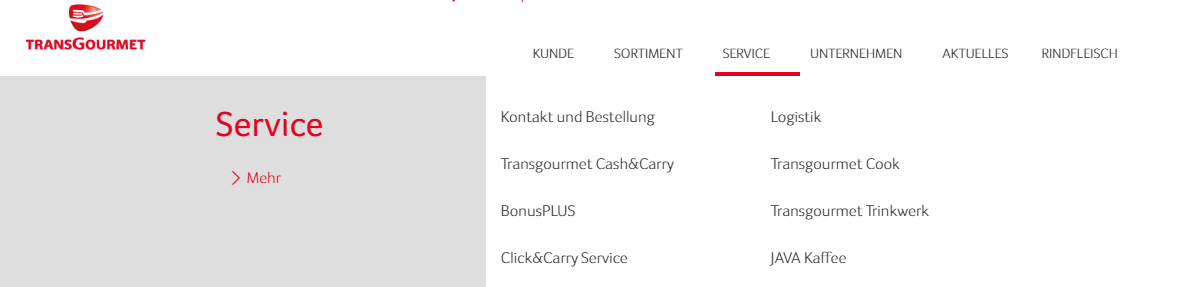 TRANSGOURMET
KUNDE SORTIMENT SERVICE UNTERNEHMEN AKTUELLES RINDFLEISCH
Service
Mehr
Kontakt und Bestellung Logistik
Transgourmet Cash&Carry Transgourmet Cook
BonusPLUS Transgourmet Trinkwerk
Click&Carry Service JAVA Kaffee